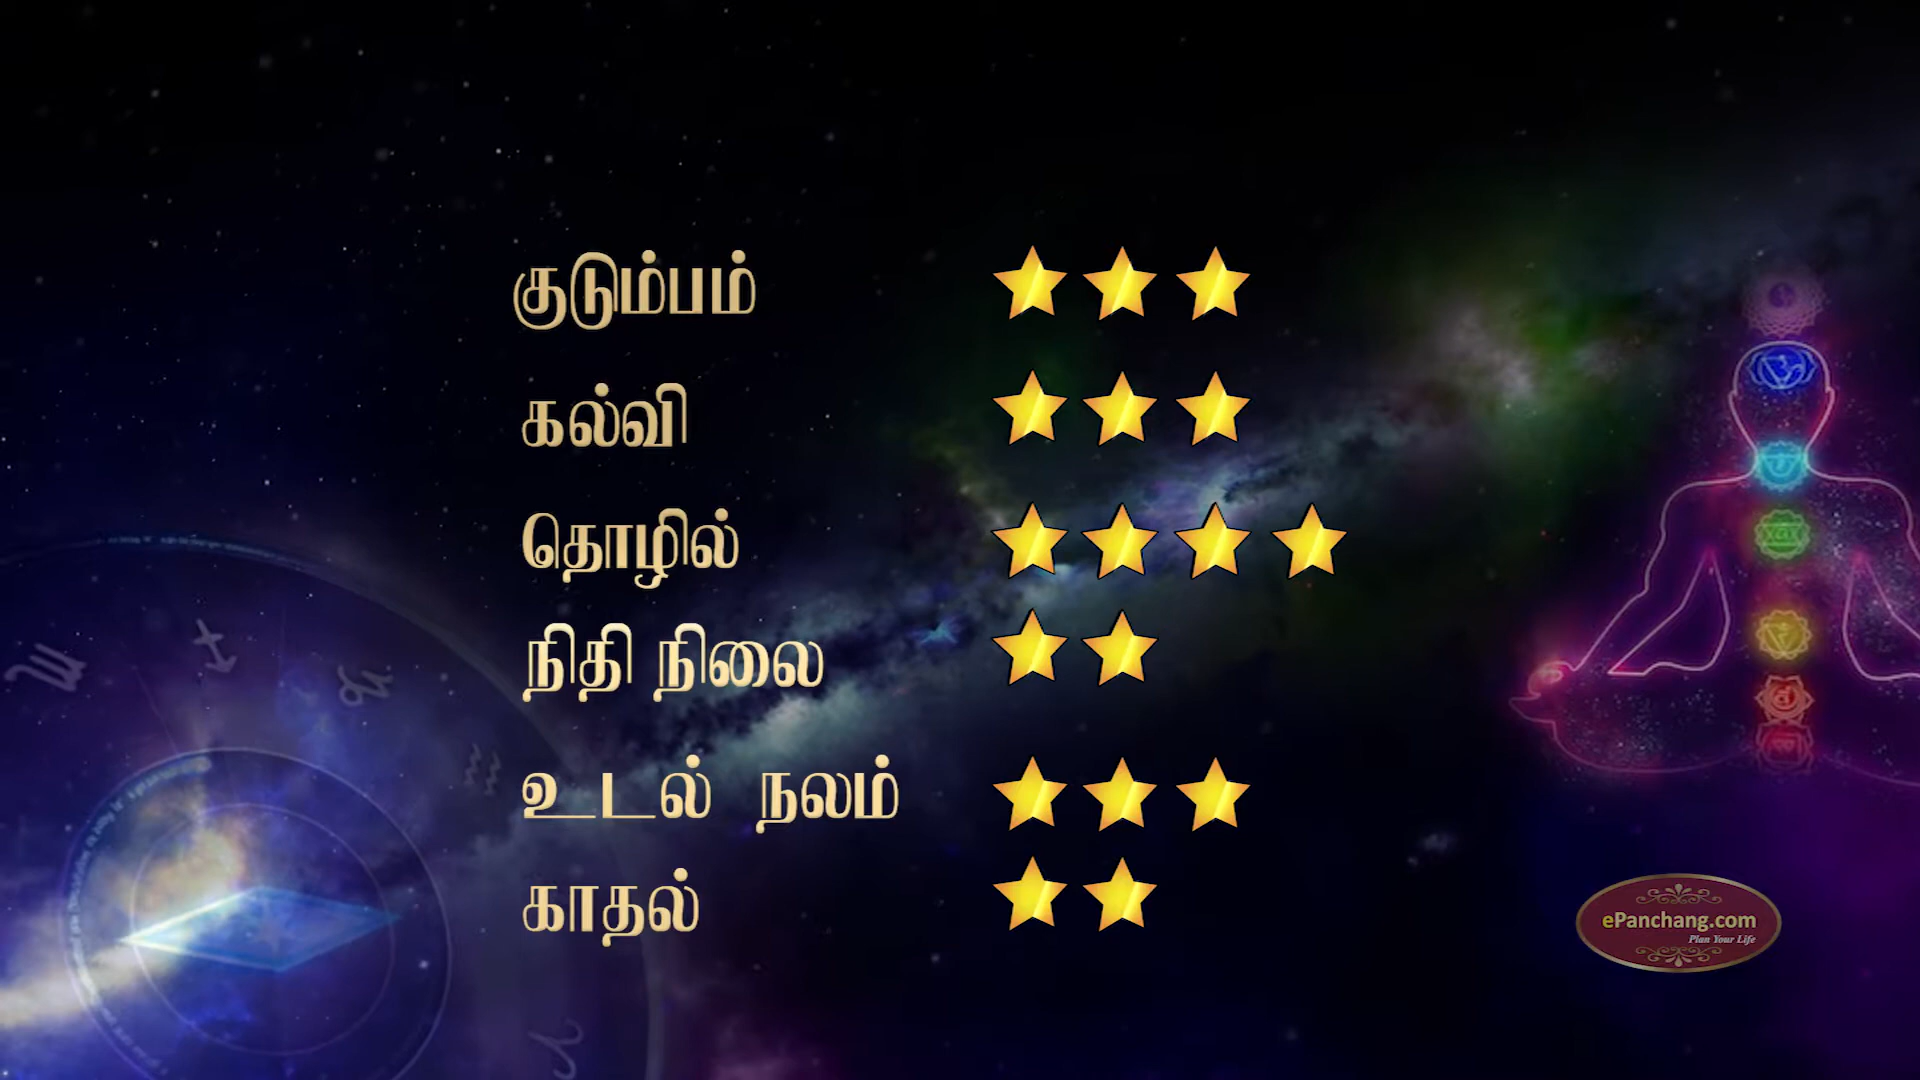 குடும்பம்
கல்வி
தொழில்
நிதி நிலை
உடல் நலம்
காதல்
ePanchang.com
Plan Your Life